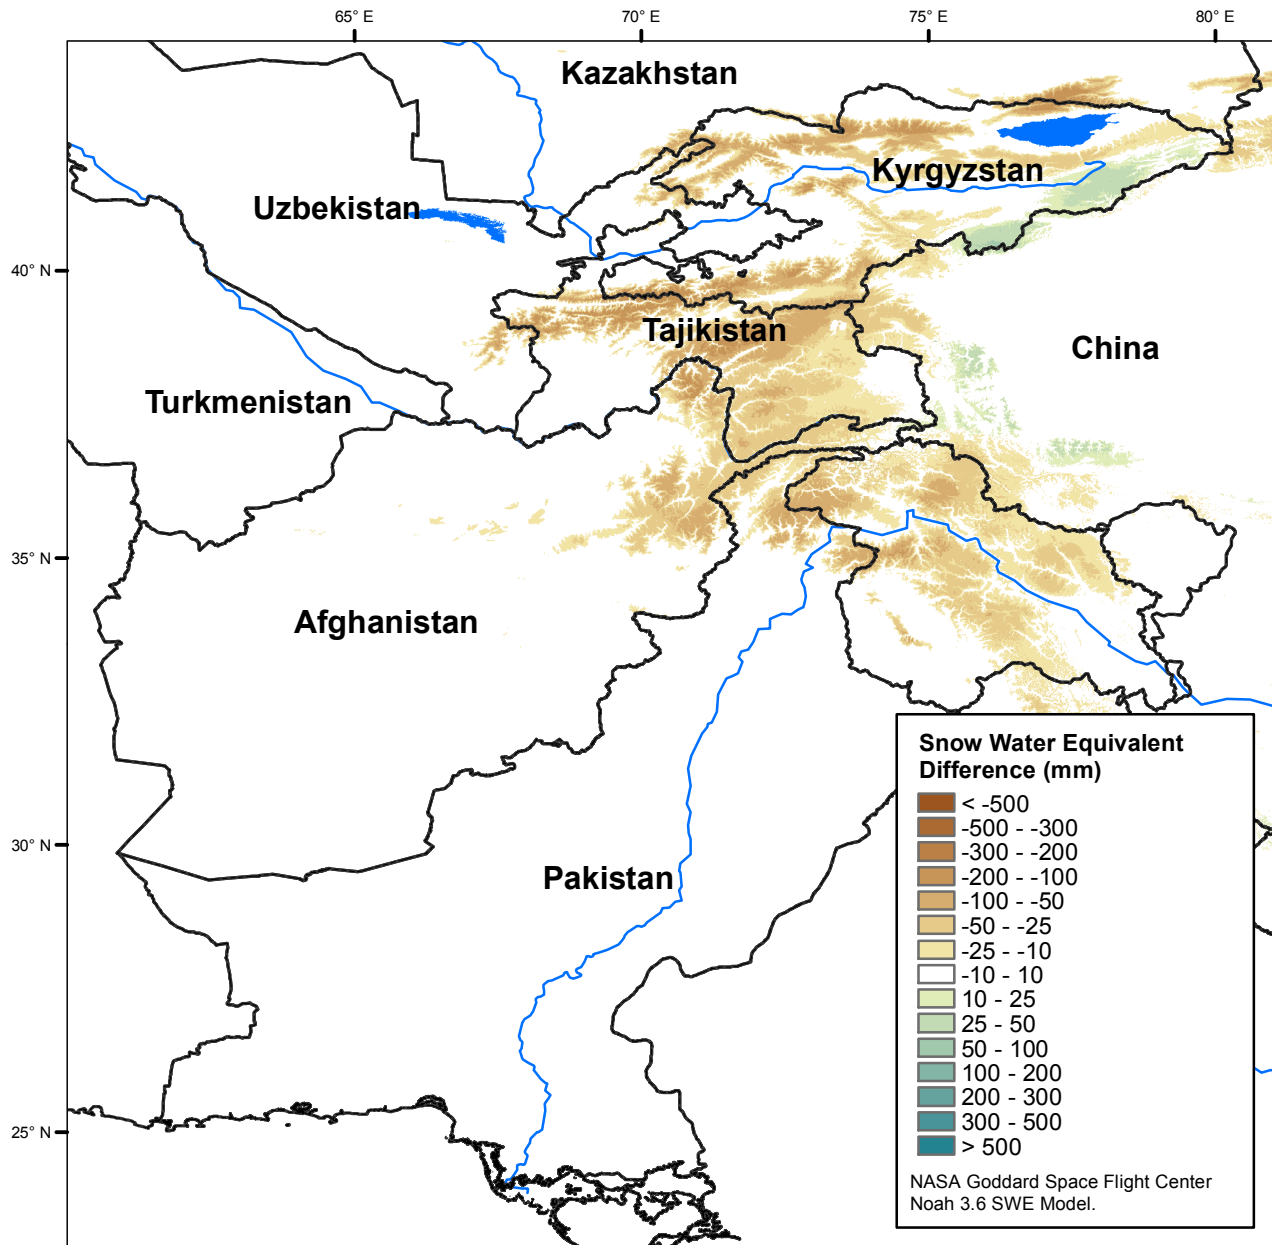 65° E
70° E
75° E
80° E
Kazakhstan
Kyrgyzstan
Uzbekistan
40° N
Tajikistan
China
Turkmenistan
35° N
Afghanistan
Snow Water Equivalent
Difference (mm)
< -500
-500 - -300
-300 - -200
-200 - -100
-100 - -50
-50 - -25
-25 - -10
-10 - 10
10 - 25
25 - 50
50 - 100
100 - 200
200 - 300
300 - 500
> 500
NASA Goddard Space Flight Center
Noah 3.6 SWE Model.
30° N
Pakistan
25° N